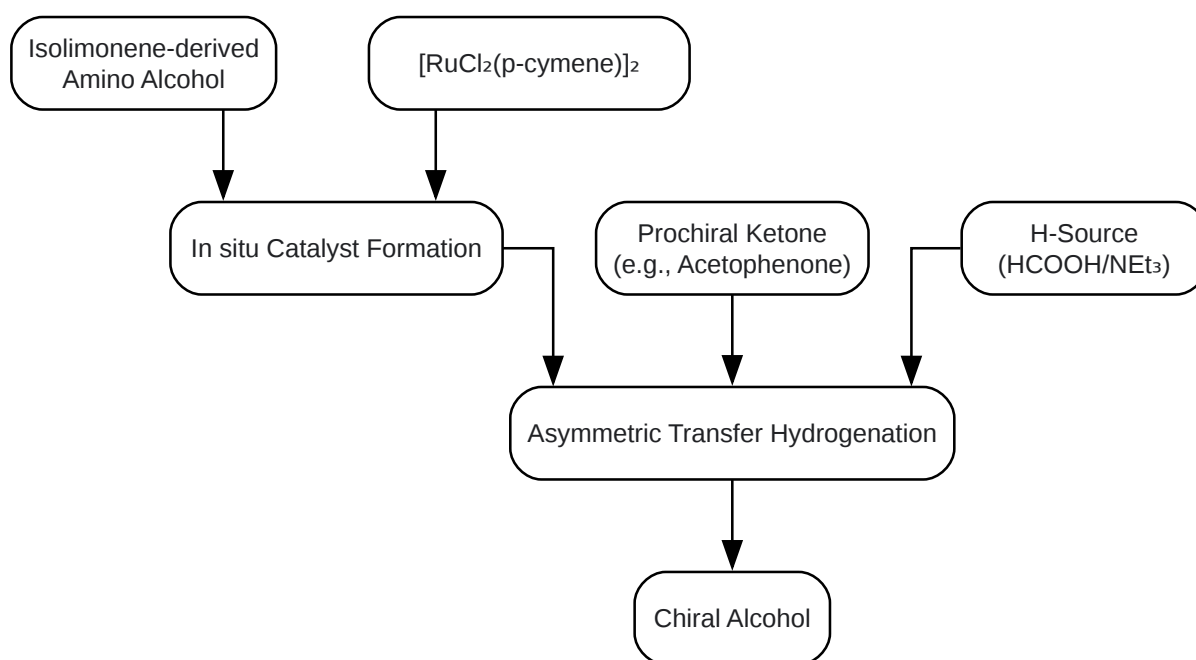 Isolimonene-derived
Amino Alcohol
[RuCl₂(p-cymene)]₂
In situ Catalyst Formation
Prochiral Ketone
(e.g., Acetophenone)
H-Source
(HCOOH/NEt₃)
Asymmetric Transfer Hydrogenation
Chiral Alcohol